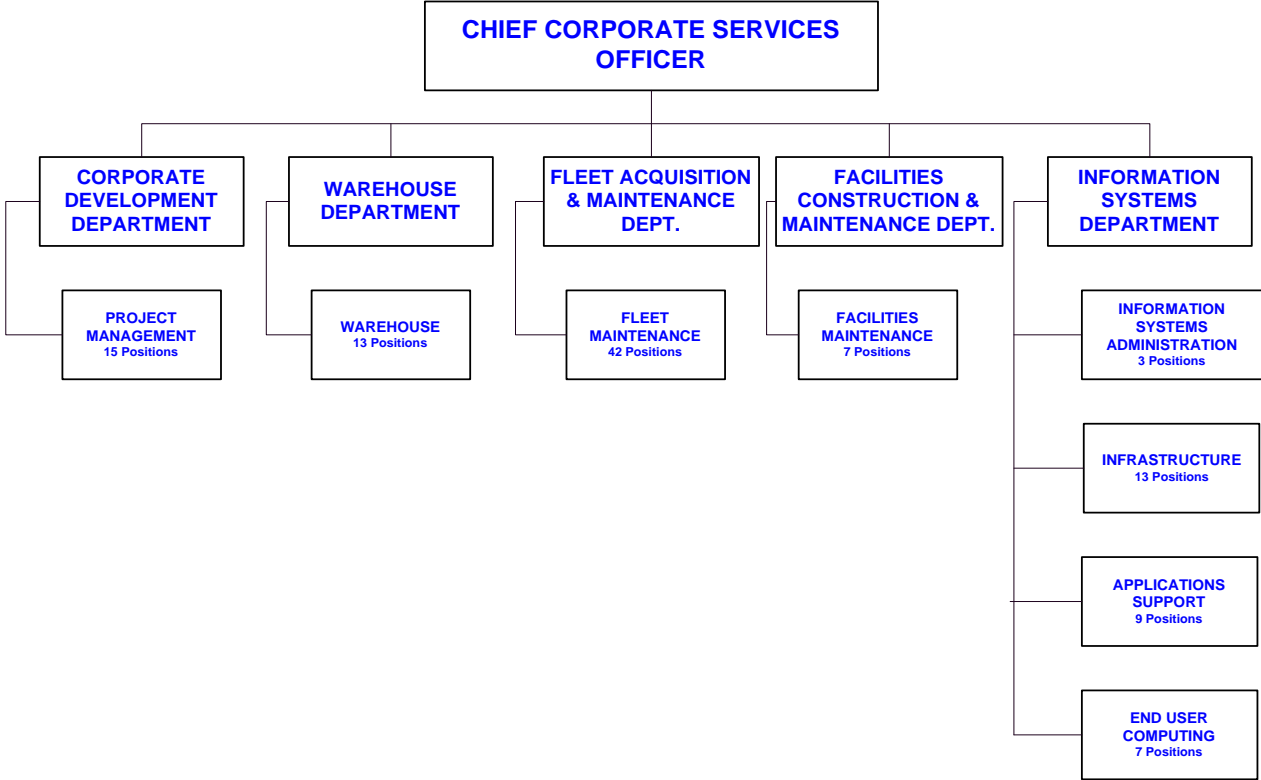 CHIEF CORPORATE SERVICES
OFFICER
CORPORATE
DEVELOPMENT
DEPARTMENT
WAREHOUSE
DEPARTMENT
FLEET ACQUISITION
& MAINTENANCE
DEPT.
FACILITIES
CONSTRUCTION &
MAINTENANCE DEPT.
INFORMATION
SYSTEMS
DEPARTMENT
PROJECT
MANAGEMENT
15 Positions
WAREHOUSE
13 Positions
FLEET
MAINTENANCE
42 Positions
FACILITIES
MAINTENANCE
7 Positions
INFORMATION
SYSTEMS
ADMINISTRATION
3 Positions
INFRASTRUCTURE
13 Positions
APPLICATIONS
SUPPORT
9 Positions
END USER
COMPUTING
7 Positions